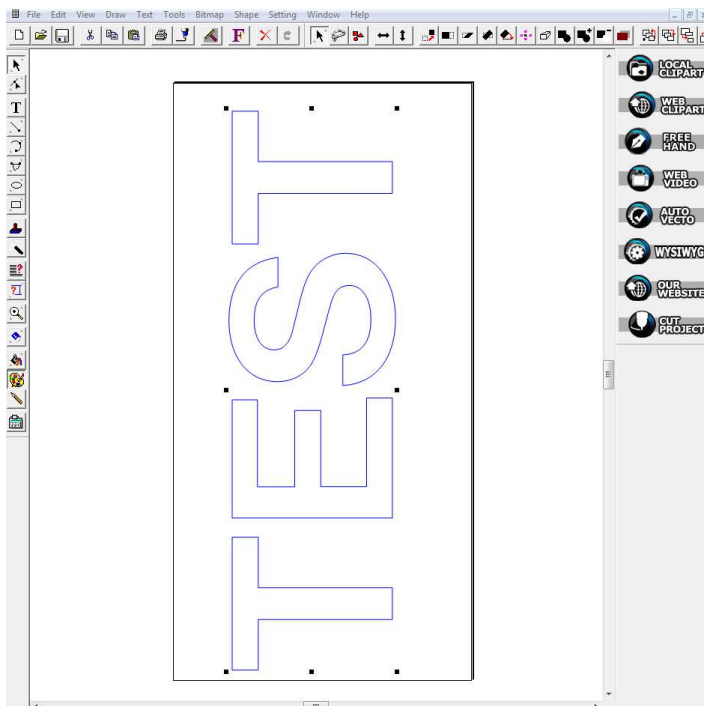 File Edit View Draw Text Tools Bitmap Shape Setting Window Help
F
T
?
?
LOCAL
CLIPART
WEB
CLIPART
FREE
HAND
WEB
VIDEO
AUTO
VECTO
WYSIWYG
OUR
WEBSITE
CUT
PROJECT
TEST